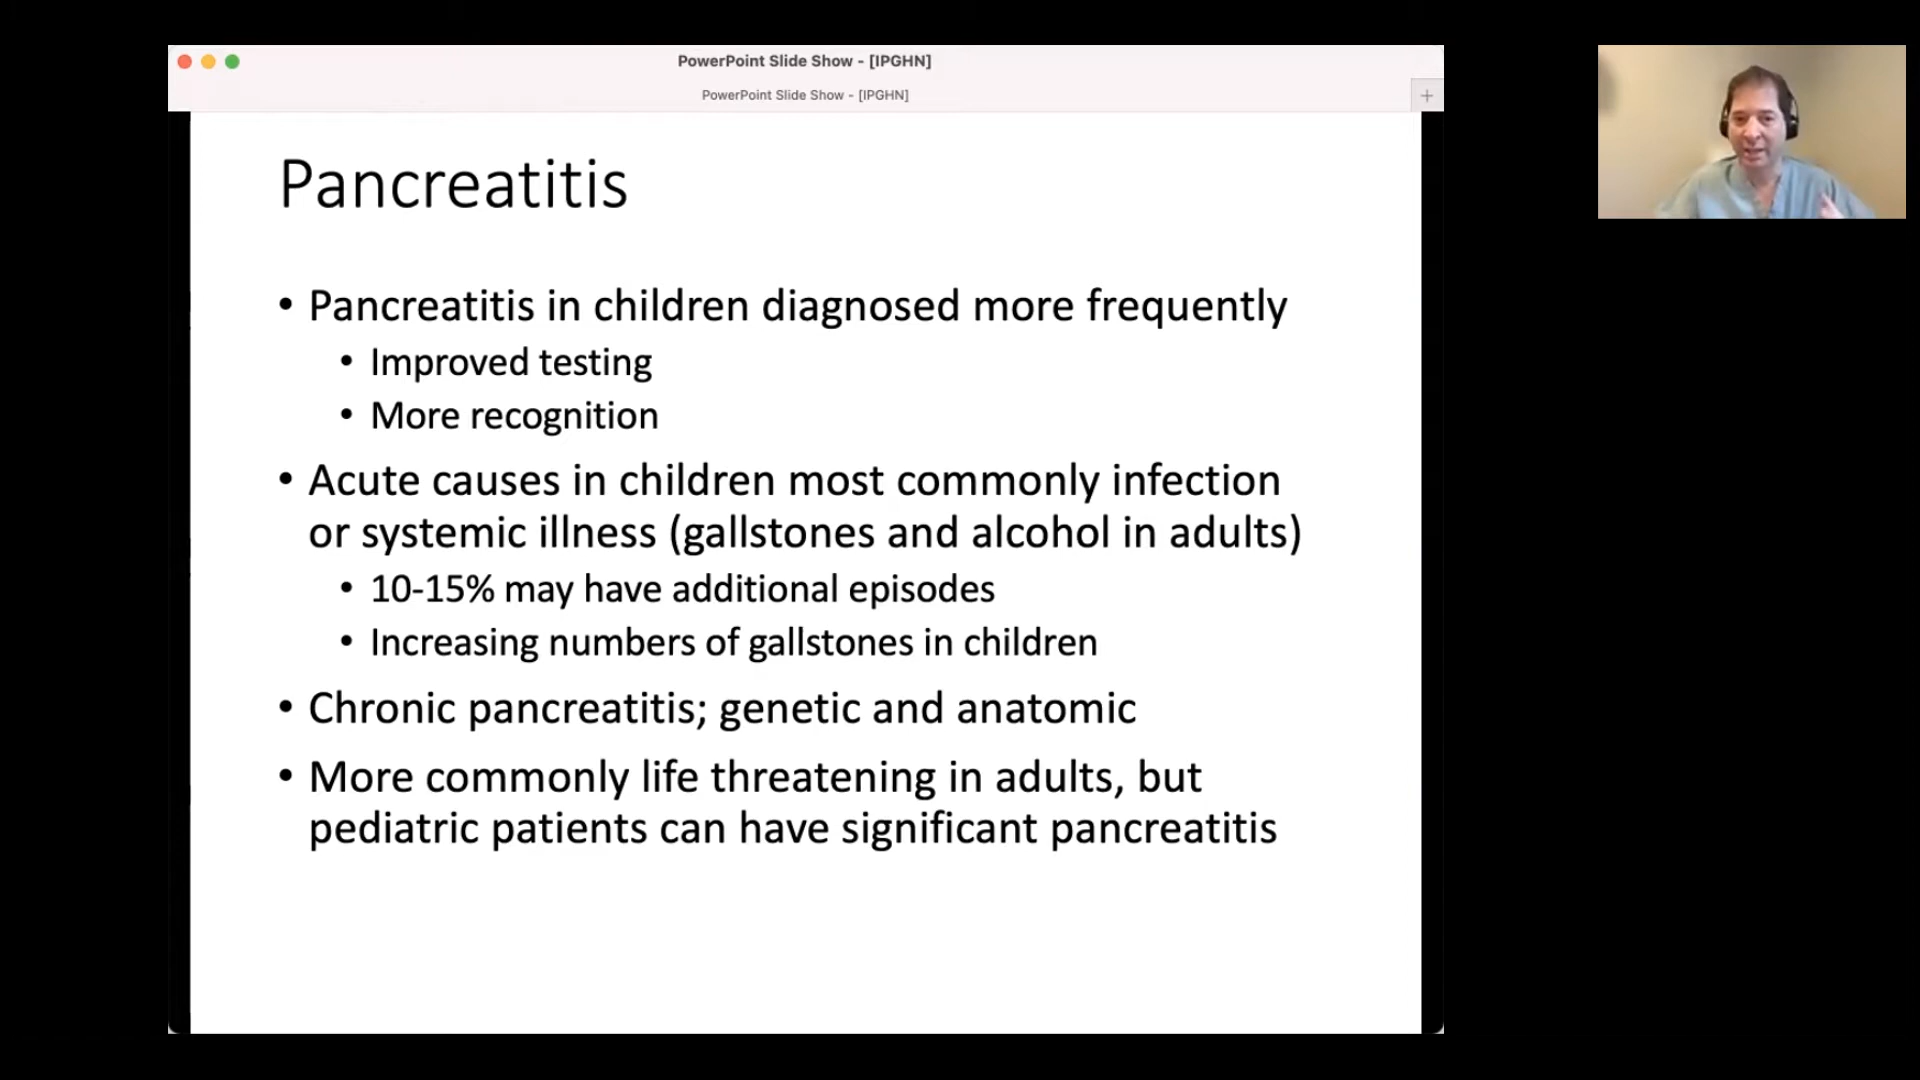 PowerPoint Slide Show - [IPGHN]
PowerPoint Slide Show - [IPGHN]
+
Pancreatitis
• Pancreatitis in children diagnosed more frequently
• Improved testing
• More recognition
• Acute causes in children most commonly infection
or systemic illness (gallstones and alcohol in adults)
• 10-15% may have additional episodes
• Increasing numbers of gallstones in children
• Chronic pancreatitis; genetic and anatomic
• More commonly life threatening in adults, but
pediatric patients can have significant pancreatitis